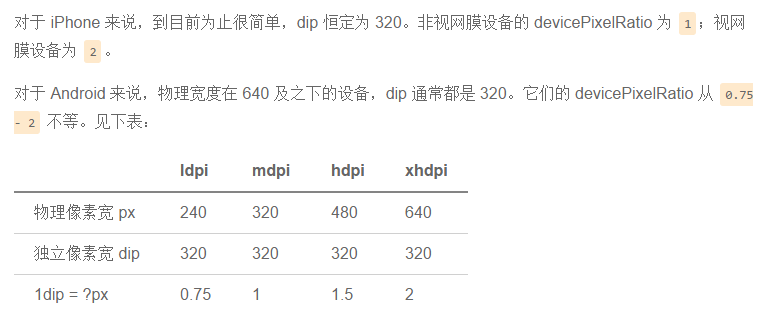 对于 iPhone 来说，到目前为止很简单，dip 恒定为 320。非视网膜设备的 devicePixelRatio 为 1；视网
膜设备为 2。
对于 Android 来说，物理宽度在 640 及之下的设备，dip 通常都是 320。它们的 devicePixelRatio 从 0.75
- 2 不等。见下表：
ldpi mdpi hdpi xhdpi
物理像素宽 px 240 320 480 640
独立像素宽 dip 320 320 320 320
1dip = ?px 0.75 1 1.5 2